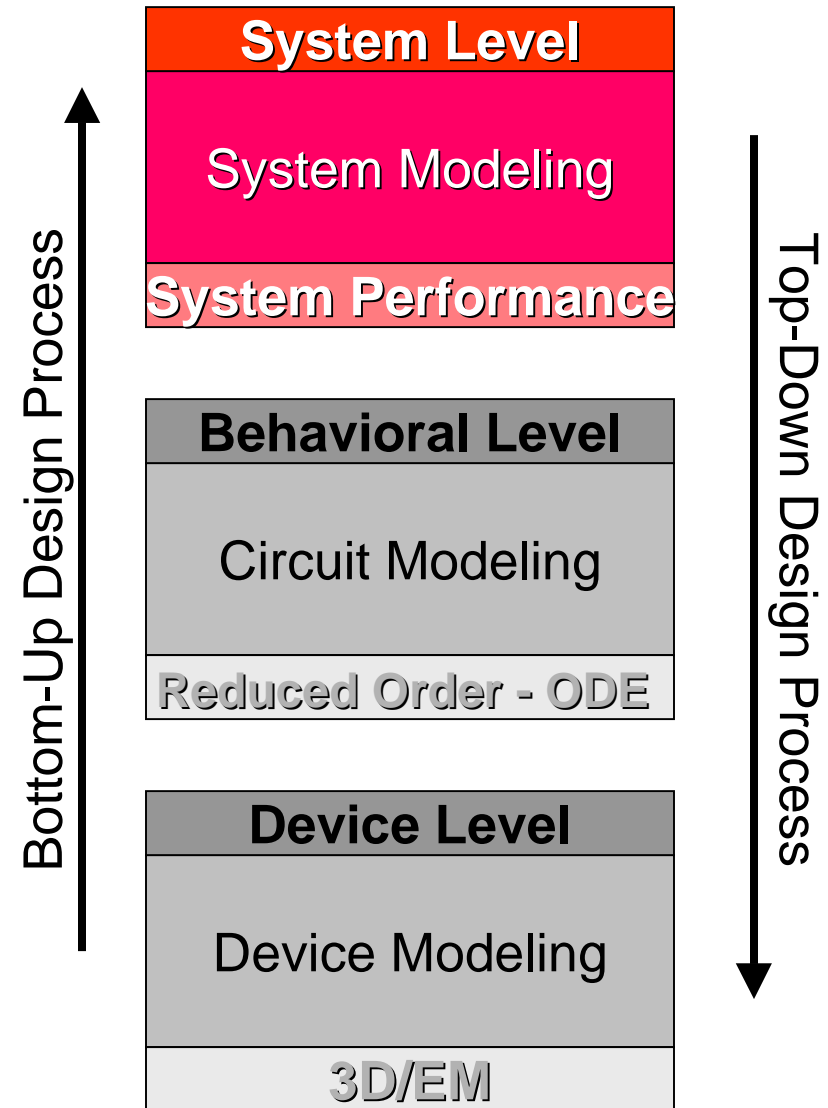 System Level
System Modeling
System Performance
Bottom-Up Design Process
Top-Down Design Process
Behavioral Level
Circuit Modeling
Reduced Order - ODE
Device Level
Device Modeling
3D/EM